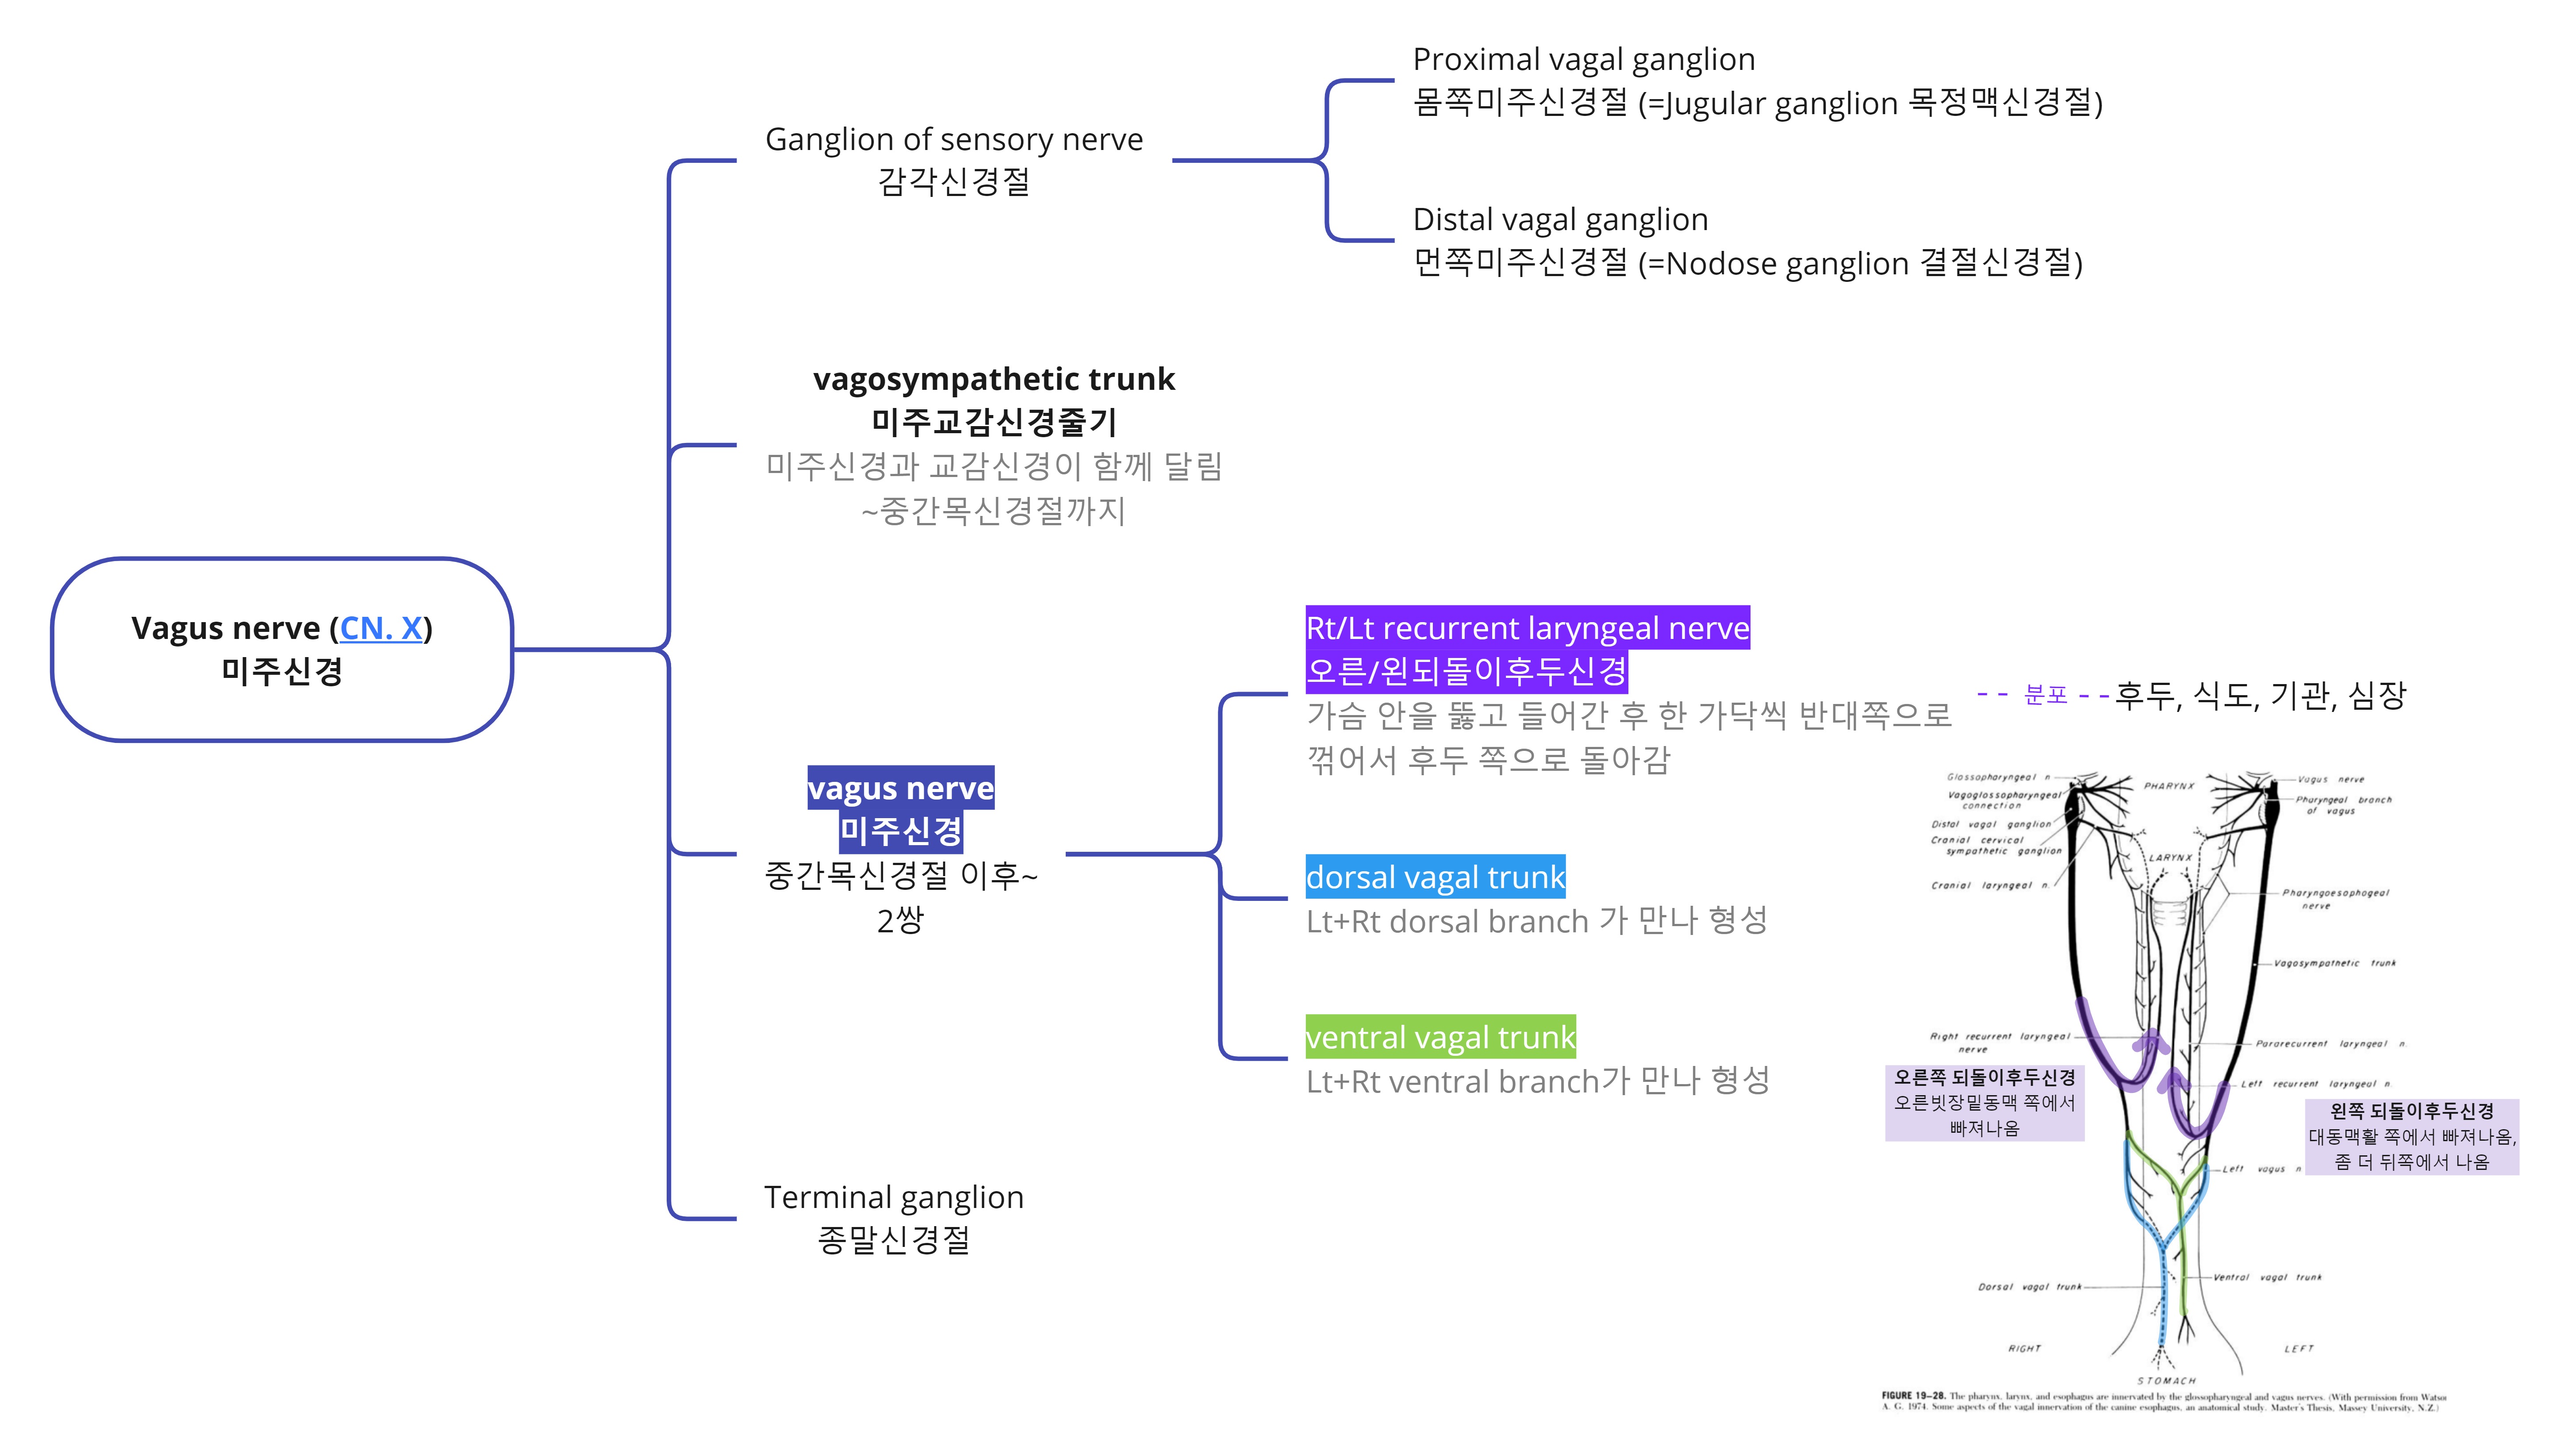 Proximal vagal ganglion
몸쪽미주신경절 (=Jugular ganglion 목정맥신경절)
Ganglion of sensory nerve
감각신경절
Distal vagal ganglion
먼쪽미주신경절 (=Nodose ganglion 결절신경절)
vagosympathetic trunk
미주교감신경줄기
미주신경과 교감신경이 함께 달림
~중간목신경절까지
Vagus nerve (CN. X)
미주신경
Rt/Lt recurrent laryngeal nerve
오른/왼되돌이후두신경
가슴 안을 뚫고 들어간 후 한 가닥씩 반대쪽으로
꺾어서 후두 쪽으로 돌아감
-- 분포 -- 후두, 식도, 기관, 심장
vagus nerve
미주신경
중간목신경절 이후~
2쌍
dorsal vagal trunk
Lt+Rt dorsal branch 가 만나 형성
ventral vagal trunk
Lt+Rt ventral branch가 만나 형성
Terminal ganglion
종말신경절
Glossopharyngeal n
PHARYNX
Vagus nerve
Vagoglossopharyngeal
connection
Pharyngeal branch
of vagus
Distal vagal ganglion
Cranial cervical
sympathetic ganglion
LARYNX
Cranial laryngeal n.
Pharyngoesophageal
nerve
Vagosympathetic trunk
Right recurrent laryngeal
nerve
Pararecurrent laryngeal n.
오른쪽 되돌이후두신경
오른빗장밑동맥 쪽에서
빠져나옴
Left recurrent laryngeal n.
왼쪽 되돌이후두신경
대동맥활 쪽에서 빠져나옴,
좀 더 뒤쪽에서 나옴
Left vagus n
Dorsal vagal trunk
Ventral vagal trunk
RIGHT
LEFT
STOMACH
FIGURE 19–28. The pharynx, larynx, and esophagus are innervated by the glossopharyngeal and vagus nerves. (With permission from Watson
A. G. 1974. Some aspects of the vagal innervation of the canine esophagus, an anatomical study. Master's Thesis, Massey University, N.Z.)